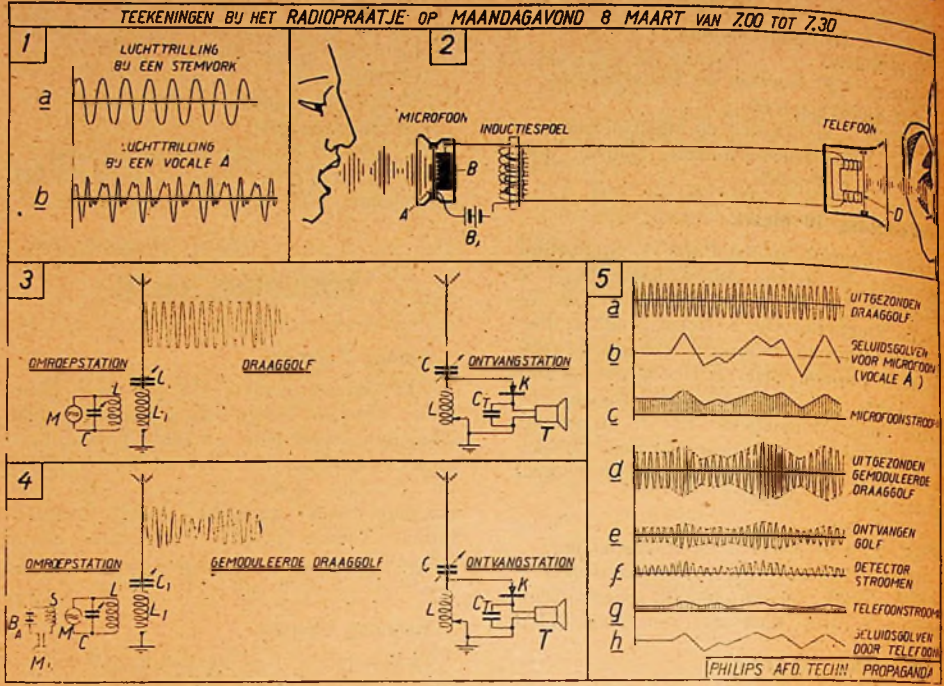 TEEKENINGEN BIJ HET RADIOPRAATJE OP MAANDAGAVOND 8 MAART VAN 7.00 TOT 7.30
1
LUCHTTRILLING
BIJ EEN STEMVORK
a
LUCHTTRILLING
BIJ EEN VOCALE A
b
2
MICROFOON
INDUCTIESPOEL
TELEFOON
B
A
B1
D
3
OMROEPSTATION
DRAAGGOLF
ONTVANGSTATION
M
C
L
L1
C
L
K
CT
T
4
OMROEPSTATION
GEMODULEERDE DRAAGGOLF
ONTVANGSTATION
BA
S
M
C
L
C1
L1
M1
C
L
K
CT
T
5
a
UITGEZONDEN
DRAAGGOLF.
b
GELUIDSGOLVEN
VOOR MICROFOON
(VOCALE A)
c
MICROFOONSTROOM
d
UITGEZONDEN
GEMODULEERDE
DRAAGGOLF
e
ONTVANGEN
GOLF
f
DETECTOR
STROOMEN
g
TELEFOONSTROOM
h
GELUIDSGOLVEN
DOOR TELEFOON
PHILIPS AFD. TECHN. PROPAGANDA